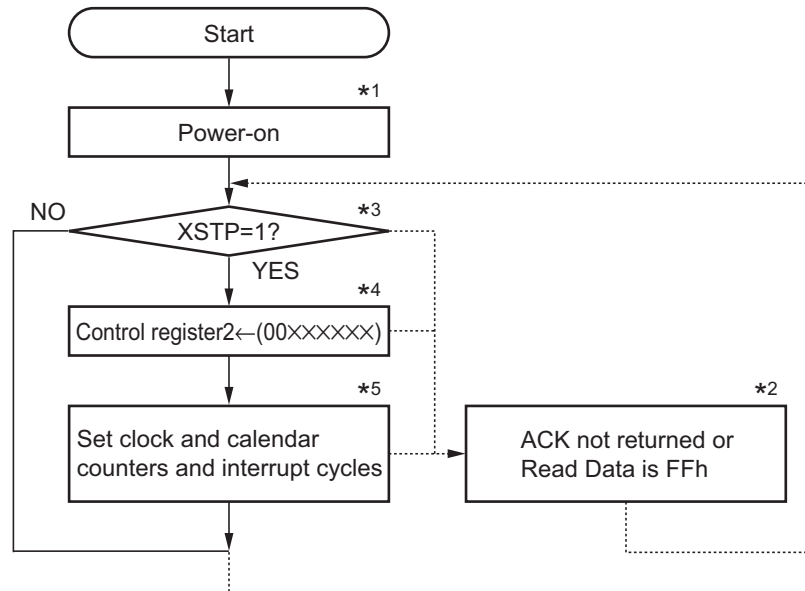 Start
*1
Power-on
*3
NO
XSTP=1?
YES
*4
Control register2←(00XXXXXX)
*5
Set clock and calendar
counters and interrupt cycles
*2
ACK not returned or
Read Data is FFh